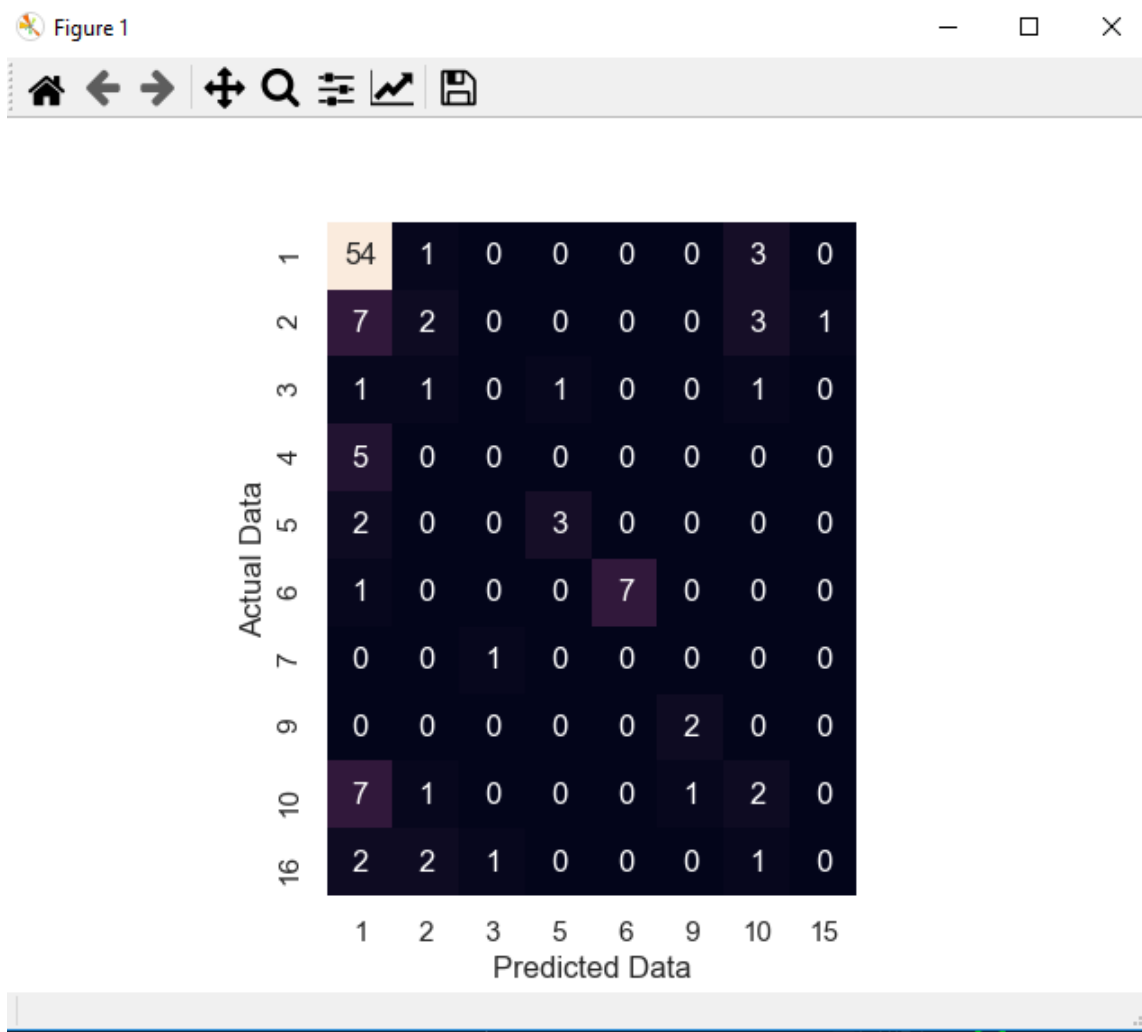 Figure 1
1 54 1 0 0 0 0 3 0
2 7 2 0 0 0 0 3 1
3 1 1 0 1 0 0 1 0
4 5 0 0 0 0 0 0 0
5 2 0 0 3 0 0 0 0
6 1 0 0 0 7 0 0 0
7 0 0 1 0 0 0 0 0
9 0 0 0 0 0 2 0 0
10 7 1 0 0 0 1 2 0
16 2 2 1 0 0 0 1 0
Actual Data
1 2 3 5 6 9 10 15
Predicted Data